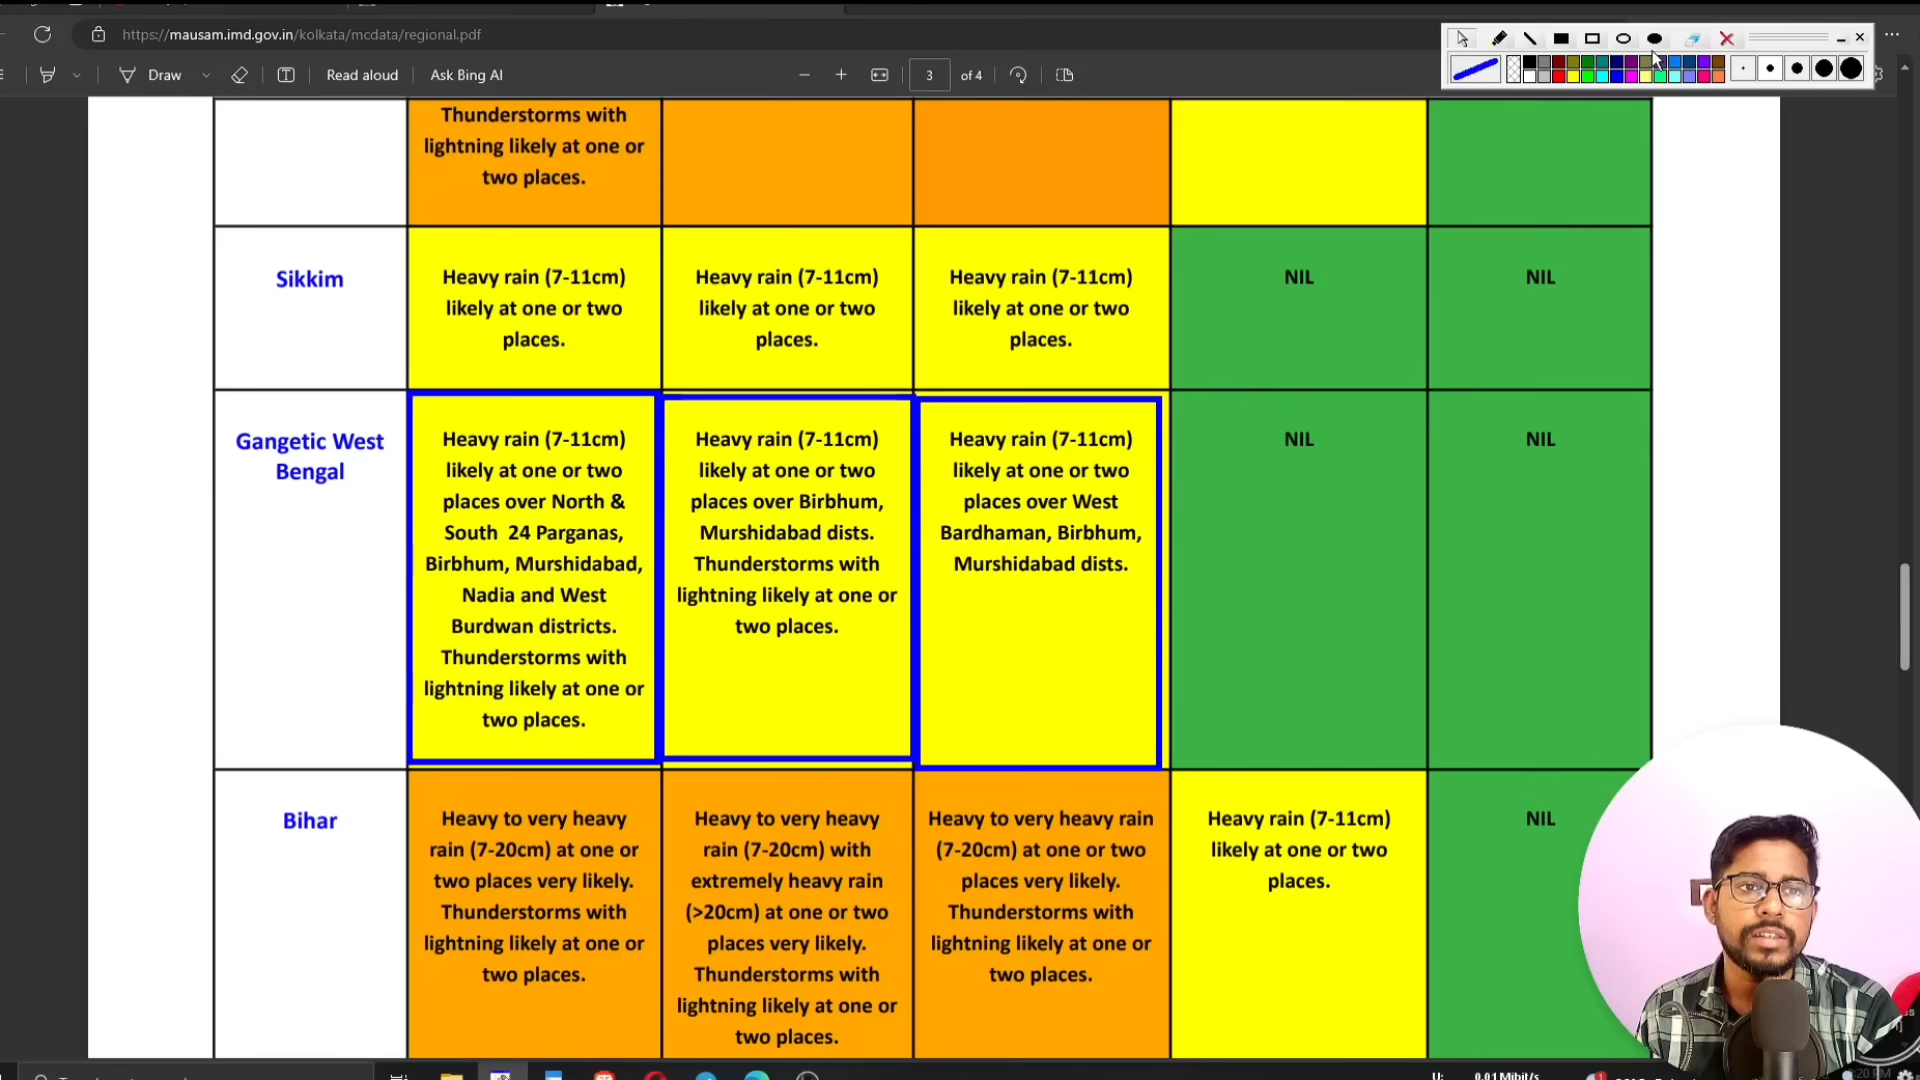 https://mausam.imd.gov.in/kolkata/mcdata/regional.pdf
Draw
Read aloud
Ask Bing AI
3 of 4
Thunderstorms with
lightning likely at one or
two places.
Sikkim
Heavy rain (7-11cm)
likely at one or two
places.
Heavy rain (7-11cm)
likely at one or two
places.
Heavy rain (7-11cm)
likely at one or two
places.
NIL
NIL
Gangetic West
Bengal
Heavy rain (7-11cm)
likely at one or two
places over North &
South 24 Parganas,
Birbhum, Murshidabad,
Nadia and West
Burdwan districts.
Thunderstorms with
lightning likely at one or
two places.
Heavy rain (7-11cm)
likely at one or two
places over Birbhum,
Murshidabad dists.
Thunderstorms with
lightning likely at one or
two places.
Heavy rain (7-11cm)
likely at one or two
places over West
Bardhaman, Birbhum,
Murshidabad dists.
NIL
NIL
Bihar
Heavy to very heavy
rain (7-20cm) at one or
two places very likely.
Thunderstorms with
lightning likely at one or
two places.
Heavy to very heavy
rain (7-20cm) with
extremely heavy rain
(>20cm) at one or two
places very likely.
Thunderstorms with
lightning likely at one or
two places.
Heavy to very heavy rain
(7-20cm) at one or two
places very likely.
Thunderstorms with
lightning likely at one or
two places.
Heavy rain (7-11cm)
likely at one or two
places.
NIL
U: 0.01 Mibit/s